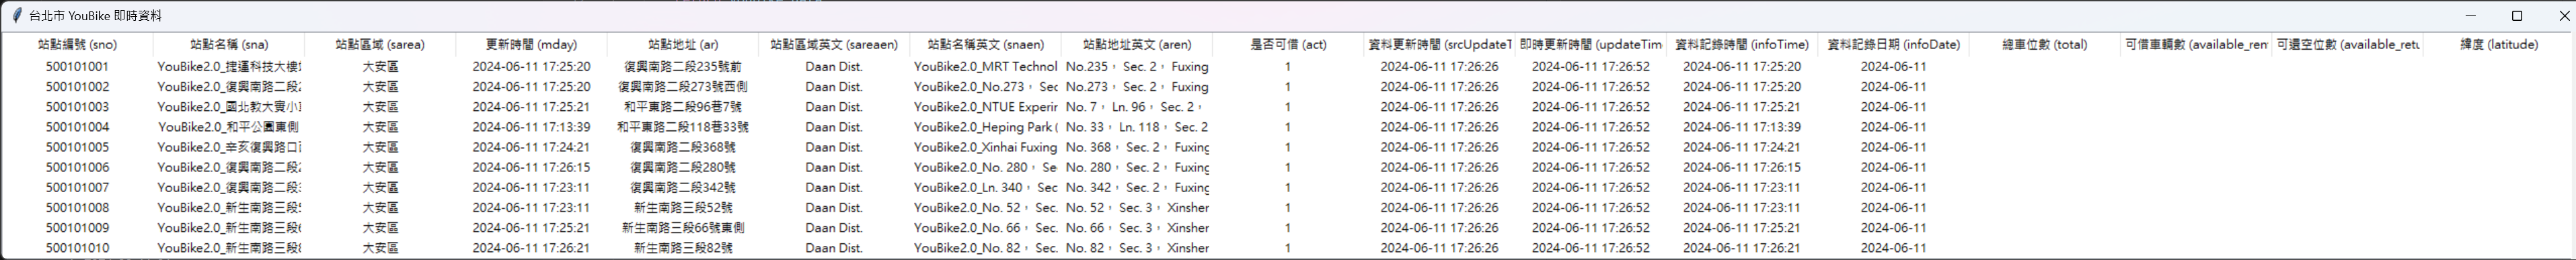 台北市 YouBike 即時資料
站點編號 (sno) 站點名稱 (sna) 站點區域 (sarea) 更新時間 (mday) 站點地址 (ar) 站點區域英文 (sareaen) 站點名稱英文 (snaen) 站點地址英文 (aren) 是否可借 (act) 資料更新時間 (srcUpdateT 即時更新時間 (updateTim 資料記錄時間 (infoTime) 資料記錄日期 (infoDate) 總車位數 (total) 可借車輛數 (available_ren 可還空位數 (available_retu 緯度 (latitude)
500101001 YouBike2.0_捷運科技大樓 大安區 2024-06-11 17:25:20 復興南路二段235號前 Daan Dist. YouBike2.0_MRT Technol No.235, Sec. 2, Fuxing 1 2024-06-11 17:26:26 2024-06-11 17:26:52 2024-06-11 17:25:20 2024-06-11
500101002 YouBike2.0_復興南路二段2 大安區 2024-06-11 17:25:20 復興南路二段273號西側 Daan Dist. YouBike2.0_No.273, Sec No.273, Sec. 2, Fuxing 1 2024-06-11 17:26:26 2024-06-11 17:26:52 2024-06-11 17:25:20 2024-06-11
500101003 YouBike2.0_國北教大實小 大安區 2024-06-11 17:25:21 和平東路二段96巷7號 Daan Dist. YouBike2.0_NTUE Experir No. 7, Ln. 96, Sec. 2, 1 2024-06-11 17:26:26 2024-06-11 17:26:52 2024-06-11 17:25:21 2024-06-11
500101004 YouBike2.0_和平公園東側 大安區 2024-06-11 17:13:39 和平東路二段118巷33號 Daan Dist. YouBike2.0_Heping Park ( No. 33, Ln. 118, Sec. 2 1 2024-06-11 17:26:26 2024-06-11 17:26:52 2024-06-11 17:13:39 2024-06-11
500101005 YouBike2.0_辛亥復興路口 大安區 2024-06-11 17:24:21 復興南路二段368號 Daan Dist. YouBike2.0_Xinhai Fuxing No. 368, Sec. 2, Fuxing 1 2024-06-11 17:26:26 2024-06-11 17:26:52 2024-06-11 17:24:21 2024-06-11
500101006 YouBike2.0_復興南路二段2 大安區 2024-06-11 17:26:15 復興南路二段280號 Daan Dist. YouBike2.0_No. 280, Se No. 280, Sec. 2, Fuxing 1 2024-06-11 17:26:26 2024-06-11 17:26:52 2024-06-11 17:26:15 2024-06-11
500101007 YouBike2.0_復興南路二段3 大安區 2024-06-11 17:23:11 復興南路二段342號 Daan Dist. YouBike2.0_Ln. 340, Sec No. 342, Sec. 2, Fuxing 1 2024-06-11 17:26:26 2024-06-11 17:26:52 2024-06-11 17:23:11 2024-06-11
500101008 YouBike2.0_新生南路三段5 大安區 2024-06-11 17:23:11 新生南路三段52號 Daan Dist. YouBike2.0_No. 52, Sec. No. 52, Sec. 3, Xinsher 1 2024-06-11 17:26:26 2024-06-11 17:26:52 2024-06-11 17:23:11 2024-06-11
500101009 YouBike2.0_新生南路三段6 大安區 2024-06-11 17:25:21 新生南路三段66號東側 Daan Dist. YouBike2.0_No. 66, Sec. No. 66, Sec. 3, Xinsher 1 2024-06-11 17:26:26 2024-06-11 17:26:52 2024-06-11 17:25:21 2024-06-11
500101010 YouBike2.0_新生南路三段8 大安區 2024-06-11 17:26:21 新生南路三段82號 Daan Dist. YouBike2.0_No. 82, Sec. No. 82, Sec. 3, Xinsher 1 2024-06-11 17:26:26 2024-06-11 17:26:52 2024-06-11 17:26:21 2024-06-11